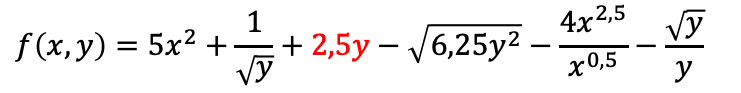 f(x, y) = 5x² + 1/√y + 2,5y − √(6,25y²) − 4x^2,5/x^0,5 − √y/y